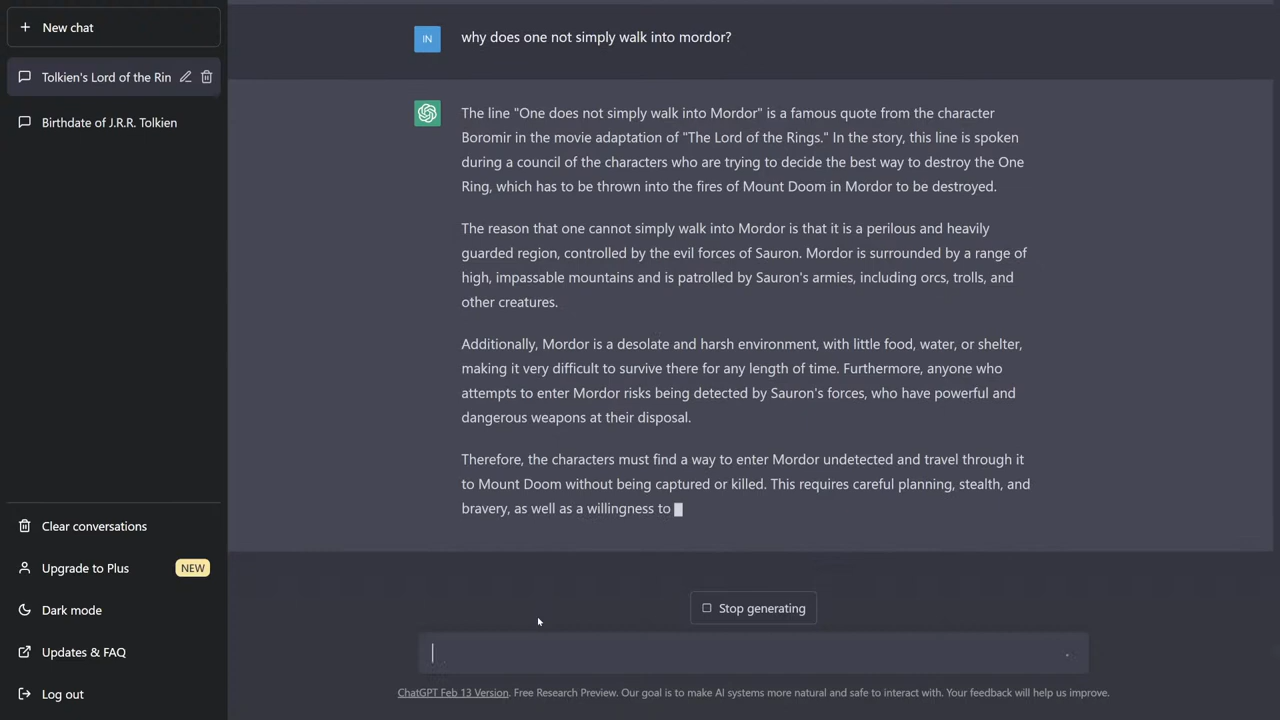 New chat
Tolkien's Lord of the Rin
Birthdate of J.R.R. Tolkien
IN
why does one not simply walk into mordor?
The line "One does not simply walk into Mordor" is a famous quote from the character
Boromir in the movie adaptation of "The Lord of the Rings." In the story, this line is spoken
during a council of the characters who are trying to decide the best way to destroy the One
Ring, which has to be thrown into the fires of Mount Doom in Mordor to be destroyed.
The reason that one cannot simply walk into Mordor is that it is a perilous and heavily
guarded region, controlled by the evil forces of Sauron. Mordor is surrounded by a range of
high, impassable mountains and is patrolled by Sauron's armies, including orcs, trolls, and
other creatures.
Additionally, Mordor is a desolate and harsh environment, with little food, water, or shelter,
making it very difficult to survive there for any length of time. Furthermore, anyone who
attempts to enter Mordor risks being detected by Sauron's forces, who have powerful and
dangerous weapons at their disposal.
Therefore, the characters must find a way to enter Mordor undetected and travel through it
to Mount Doom without being captured or killed. This requires careful planning, stealth, and
bravery, as well as a willingness to
Clear conversations
Upgrade to Plus NEW
Dark mode
Updates & FAQ
Log out
Stop generating
ChatGPT Feb 13 Version. Free Research Preview. Our goal is to make AI systems more natural and safe to interact with. Your feedback will help us improve.